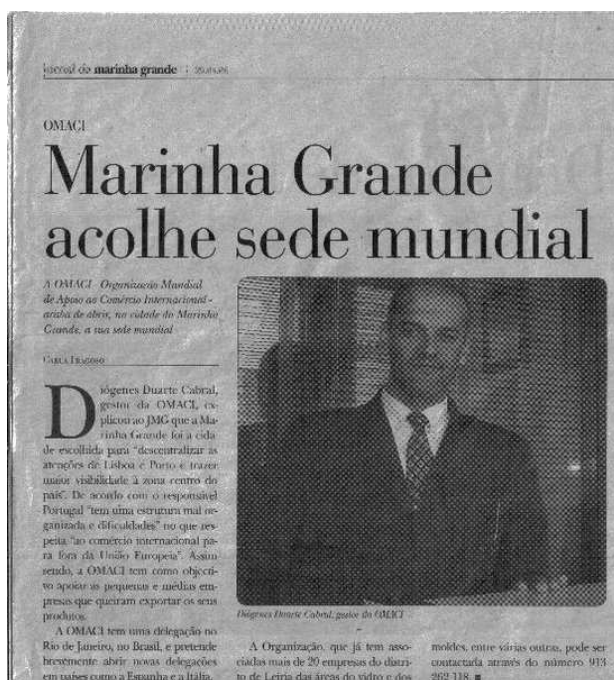 jornal da marinha grande |
OMACI
Marinha Grande
acolhe sede mundial
A OMACI - Organização Mundial
de Apoio ao Comércio Internacional -
acaba de abrir, na cidade da Marinha
Grande, a sua sede mundial
CARLA FRAGOSO
Diógenes Duarte Cabral,
gestor da OMACI, ex-
plicou ao JMG que a Ma-
rinha Grande foi a cida-
de escolhida para "descentralizar as
atenções de Lisboa e Porto e trazer
maior visibilidade à zona centro do
país". De acordo com o responsável
Portugal "tem uma estrutura mal or-
ganizada e dificuldades" no que res-
peita "ao comércio internacional pa-
ra fora da União Europeia". Assim
sendo, a OMACI tem como objecti-
vo apoiar as pequenas e médias em-
presas que queiram exportar os seus
produtos.
A OMACI tem uma delegação no
Rio de Janeiro, no Brasil, e pretende
brevemente abrir novas delegações
em países como a Espanha e a Itália.
Diógenes Duarte Cabral, gestor da OMACI
A Organização, que já tem asso-
ciadas mais de 20 empresas do distri-
to de Leiria das áreas do vidro e dos
moldes, entre várias outras, pode ser
contactada através do número 913
262 118.